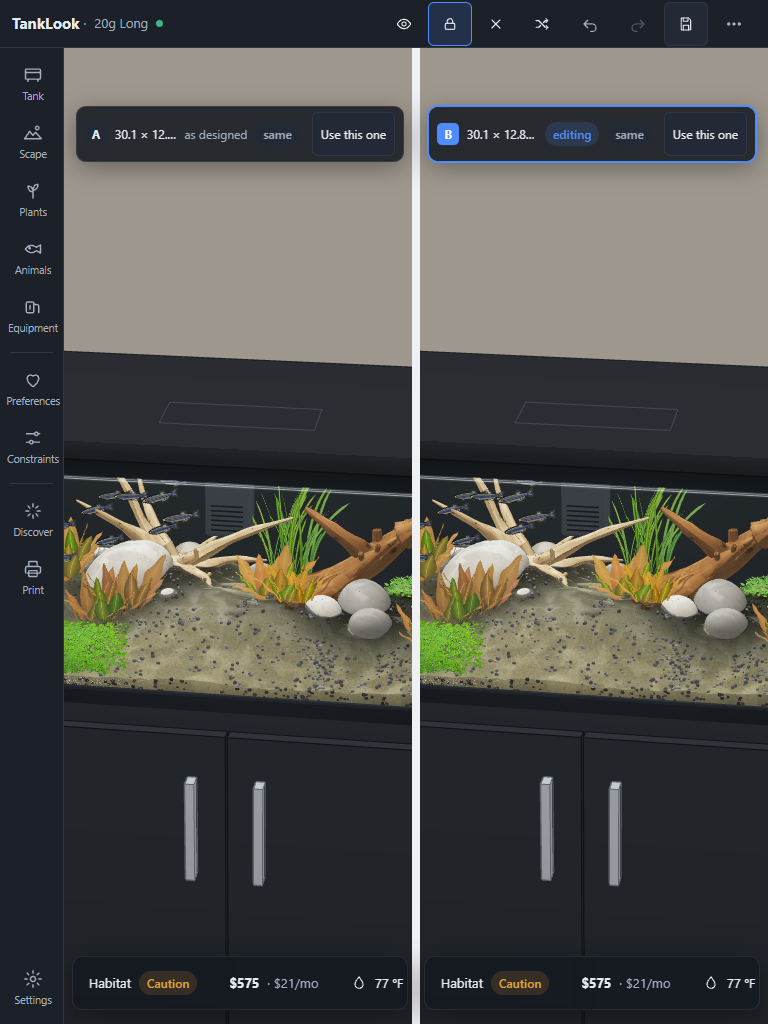 TankLook · 20g Long
Tank
Scape
Plants
Animals
Equipment
Preferences
Constraints
Discover
Print
Settings
A 30.1 × 12.... as designed same Use this one
B 30.1 × 12.8... editing same Use this one
Habitat Caution $575 · $21/mo 77 °F
Habitat Caution $575 · $21/mo 77 °F